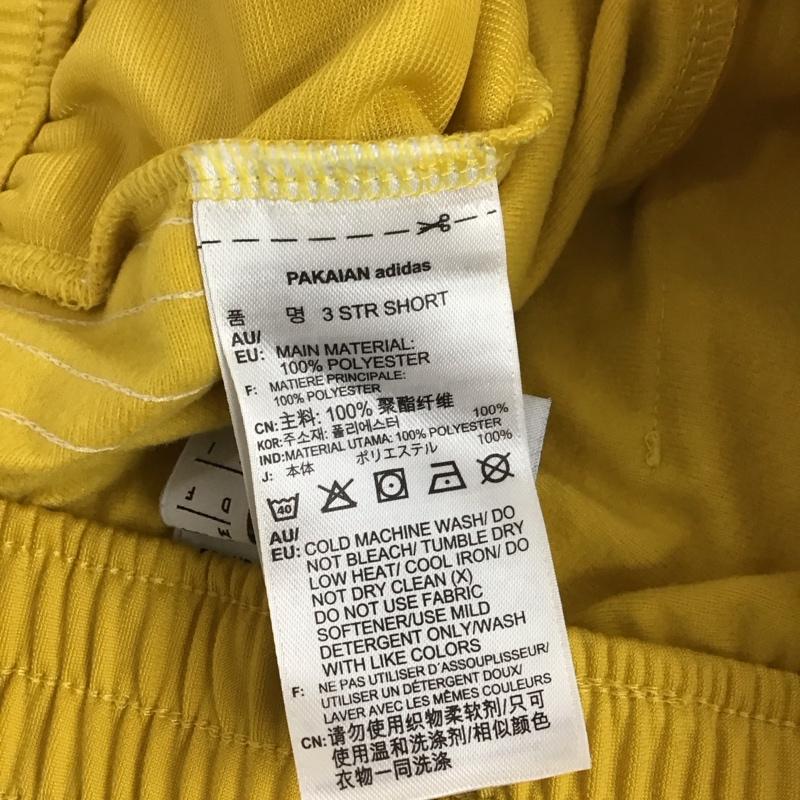 PAKAIAN adidas
품 명 3 STR SHORT
AU/
EU: MAIN MATERIAL:
100% POLYESTER
F: MATIERE PRINCIPALE:
100% POLYESTER
CN:主料: 100% 聚酯纤维
KOR:주소재: 폴리에스터 100%
IND:MATERIAL UTAMA: 100% POLYESTER
J: 本体 ポリエステル 100%
40
AU/
EU: COLD MACHINE WASH/ DO
NOT BLEACH/ TUMBLE DRY
LOW HEAT/ COOL IRON/ DO
NOT DRY CLEAN (X)
DO NOT USE FABRIC
SOFTENER/USE MILD
DETERGENT ONLY/WASH
WITH LIKE COLORS
F: NE PAS UTILISER D'ASSOUPLISSEUR/
UTILISER UN DÉTERGENT DOUX/
LAVER AVEC LES MÊMES COULEURS
CN:请勿使用织物柔软剂/只可
使用温和洗涤剂/相似颜色
衣物一同洗涤